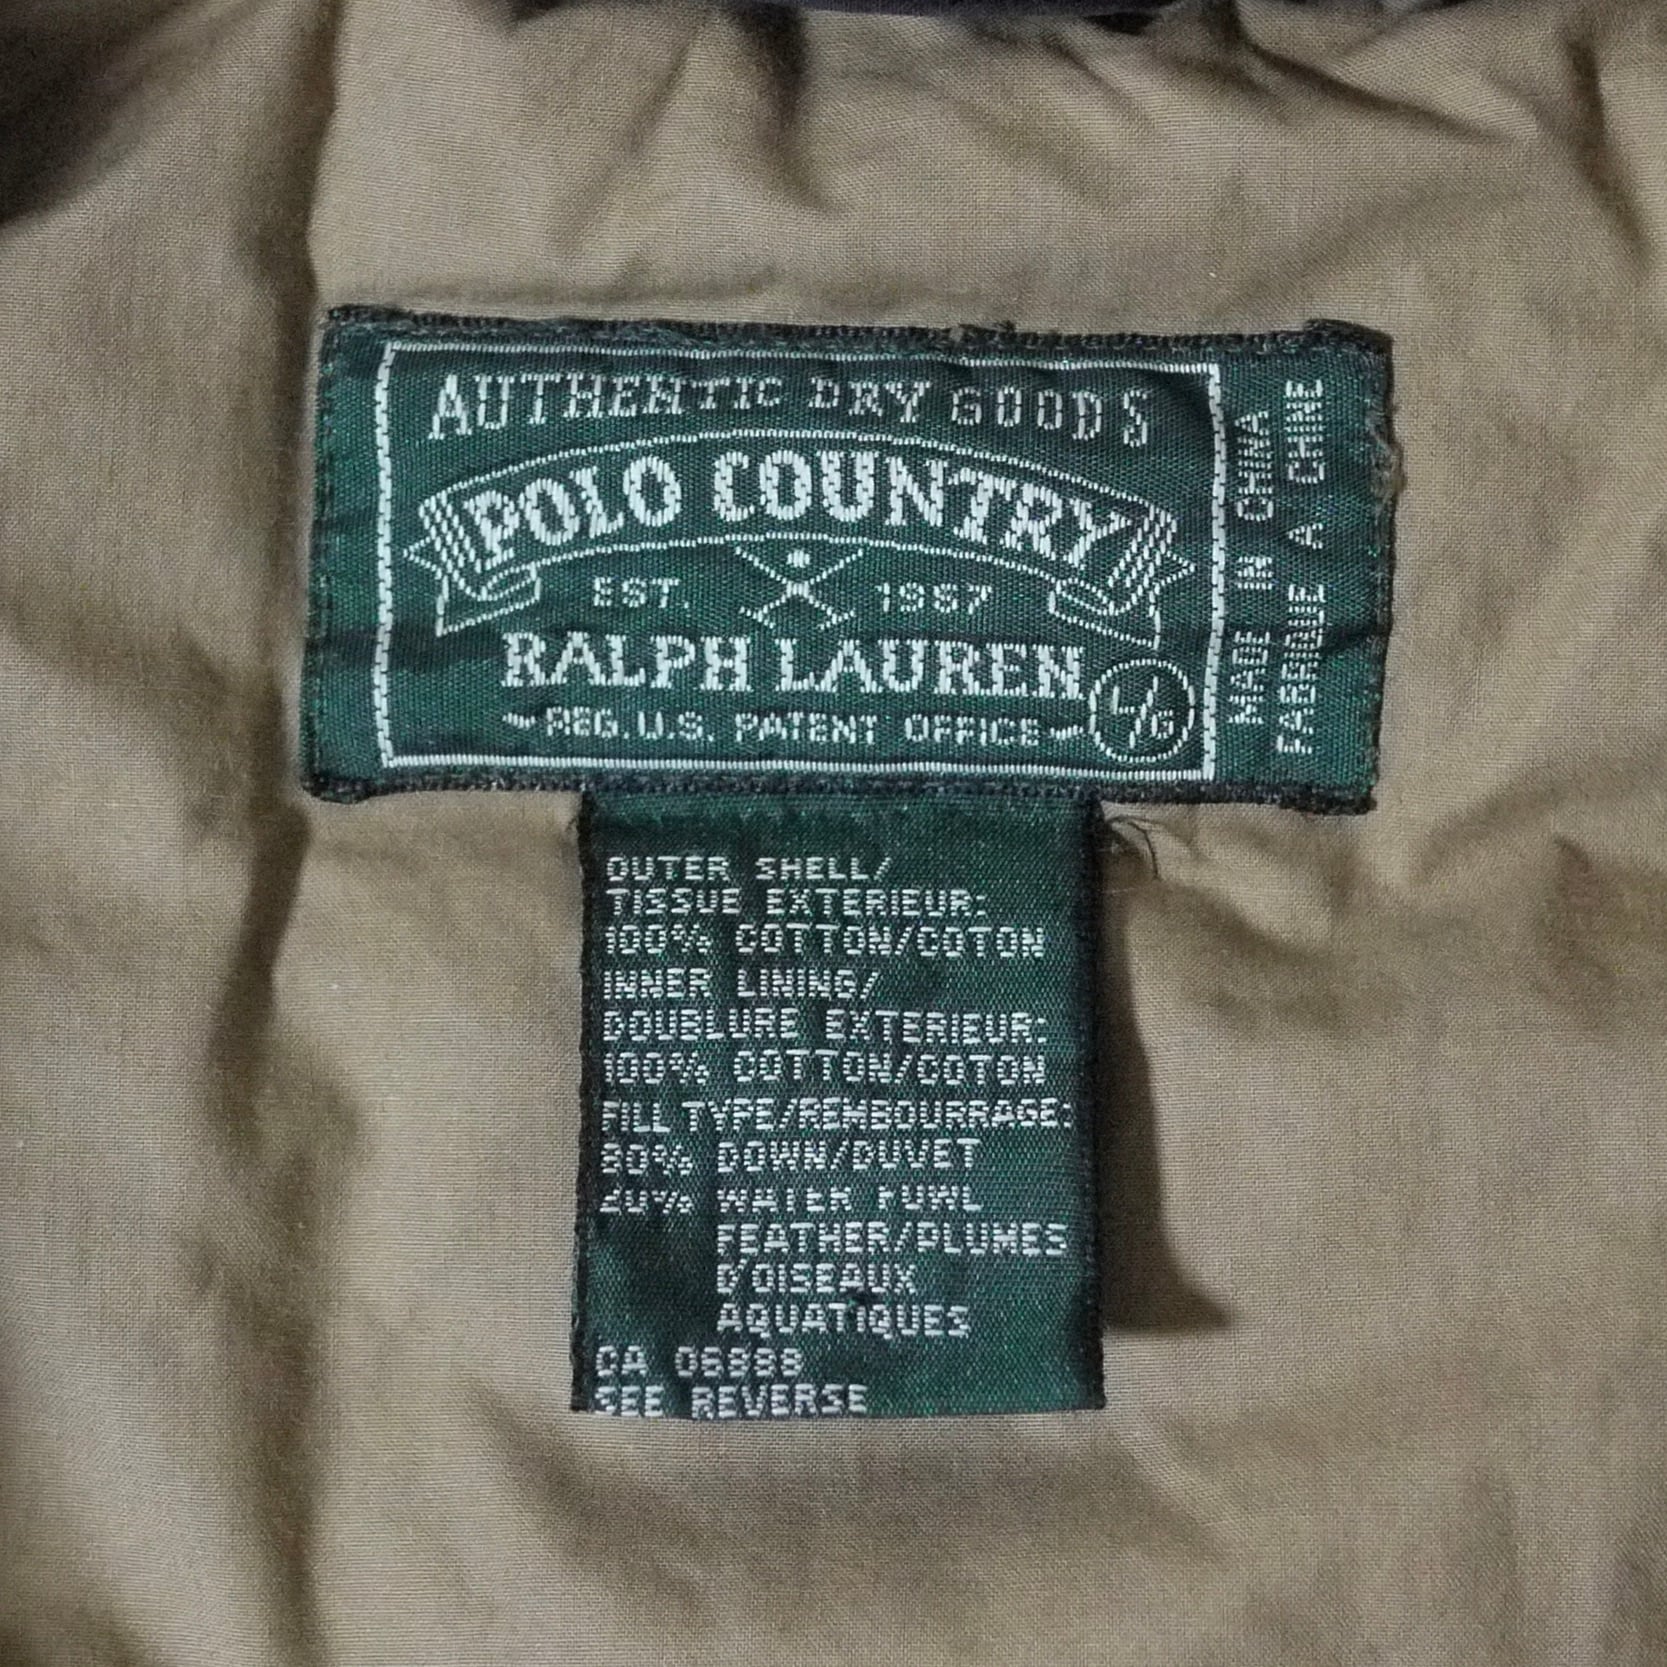 AUTHENTIC DRY GOODS
POLO COUNTRY
EST. 1967
RALPH LAUREN
REG. U.S. PATENT OFFICE
L/G
MADE IN CHINA
FABRIQUE A CHINE
OUTER SHELL/
TISSUE EXTERIEUR:
100% COTTON/COTON
INNER LINING/
DOUBLURE EXTERIEUR:
100% COTTON/COTON
FILL TYPE/REMBOURRAGE:
80% DOWN/DUVET
20% WATER FOWL
FEATHER/PLUMES
D'OISEAUX
AQUATIQUES
CA
SEE REVERSE